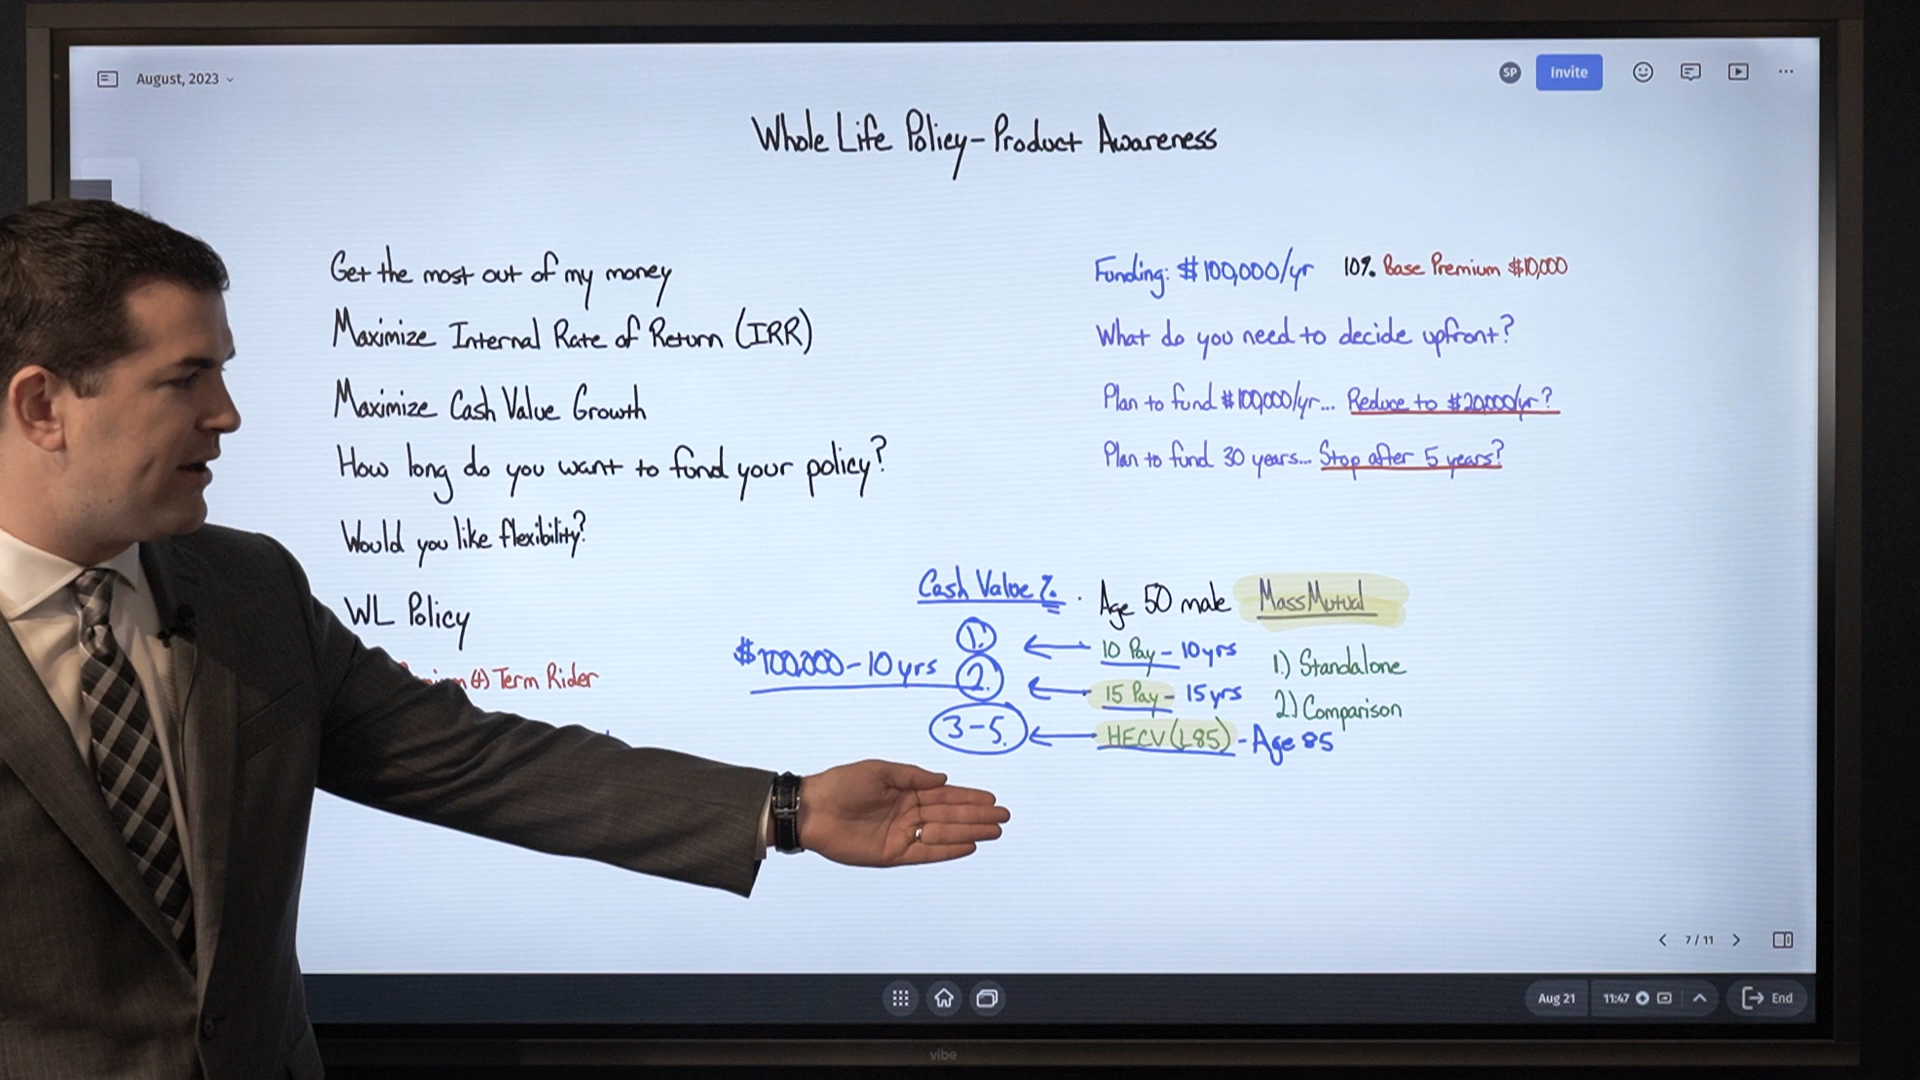 August, 2023
SP
Invite
Whole Life Policy - Product Awareness
Get the most out of my money
Maximize Internal Rate of Return (IRR)
Maximize Cash Value Growth
How long do you want to fund your policy?
Would you like flexibility?
WL Policy
(+) Term Rider
Funding: $100,000/yr 10% Base Premium $10,000
What do you need to decide upfront?
Plan to fund $100,000/yr... Reduce to $20,000/yr?
Plan to fund 30 years... Stop after 5 years?
Cash Value % . Age 50 male MassMutual
1. 10 Pay - 10yrs
$100,000 - 10 yrs 2. 15 Pay - 15yrs
3-5. HECV (L85) - Age 85
1.) Standalone
2.) Comparison
7 / 11
Aug 21
11:47
End
vibe